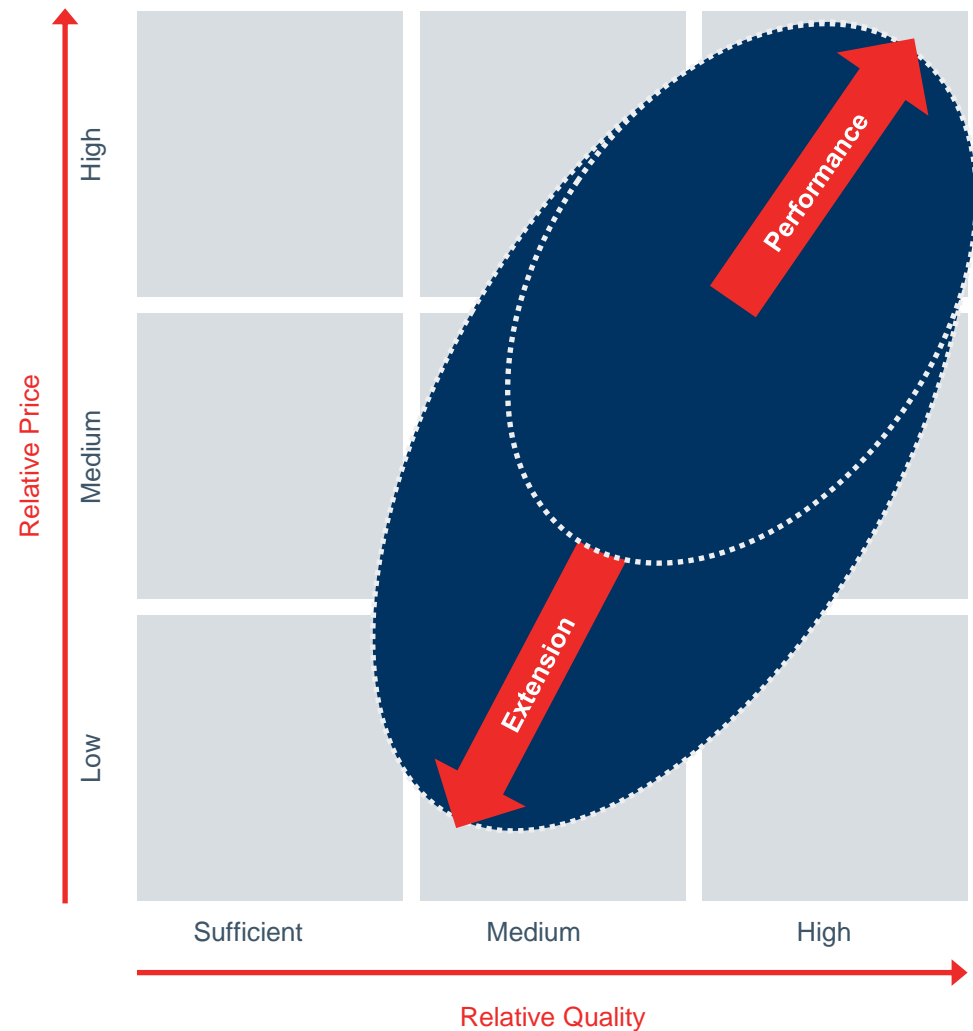 Relative Price
High
Medium
Low
Performance
Extension
Sufficient
Medium
High
Relative Quality